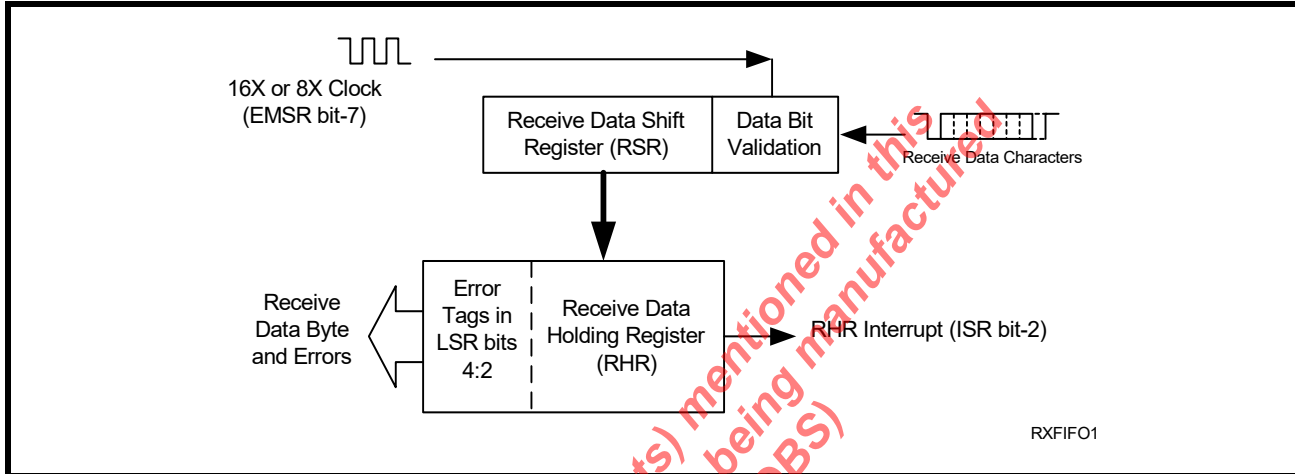 16X or 8X Clock
(EMSR bit-7)
Receive Data Shift
Register (RSR)
Data Bit
Validation
Receive Data Characters
Receive
Data Byte
and Errors
Error
Tags in
LSR bits
4:2
Receive Data
Holding Register
(RHR)
RHR Interrupt (ISR bit-2)
RXFIFO1
mentioned in this
being manufactured
OBS)